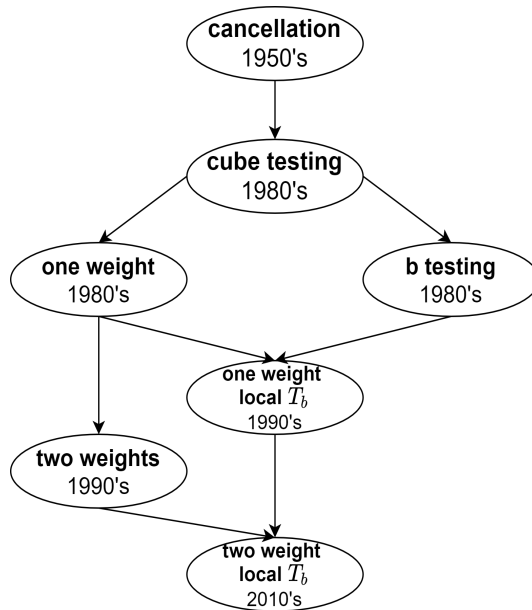 cancellation
1950's
cube testing
1980's
one weight
1980's
b testing
1980's
one weight
local T_b
1990's
two weights
1990's
two weight
local T_b
2010's